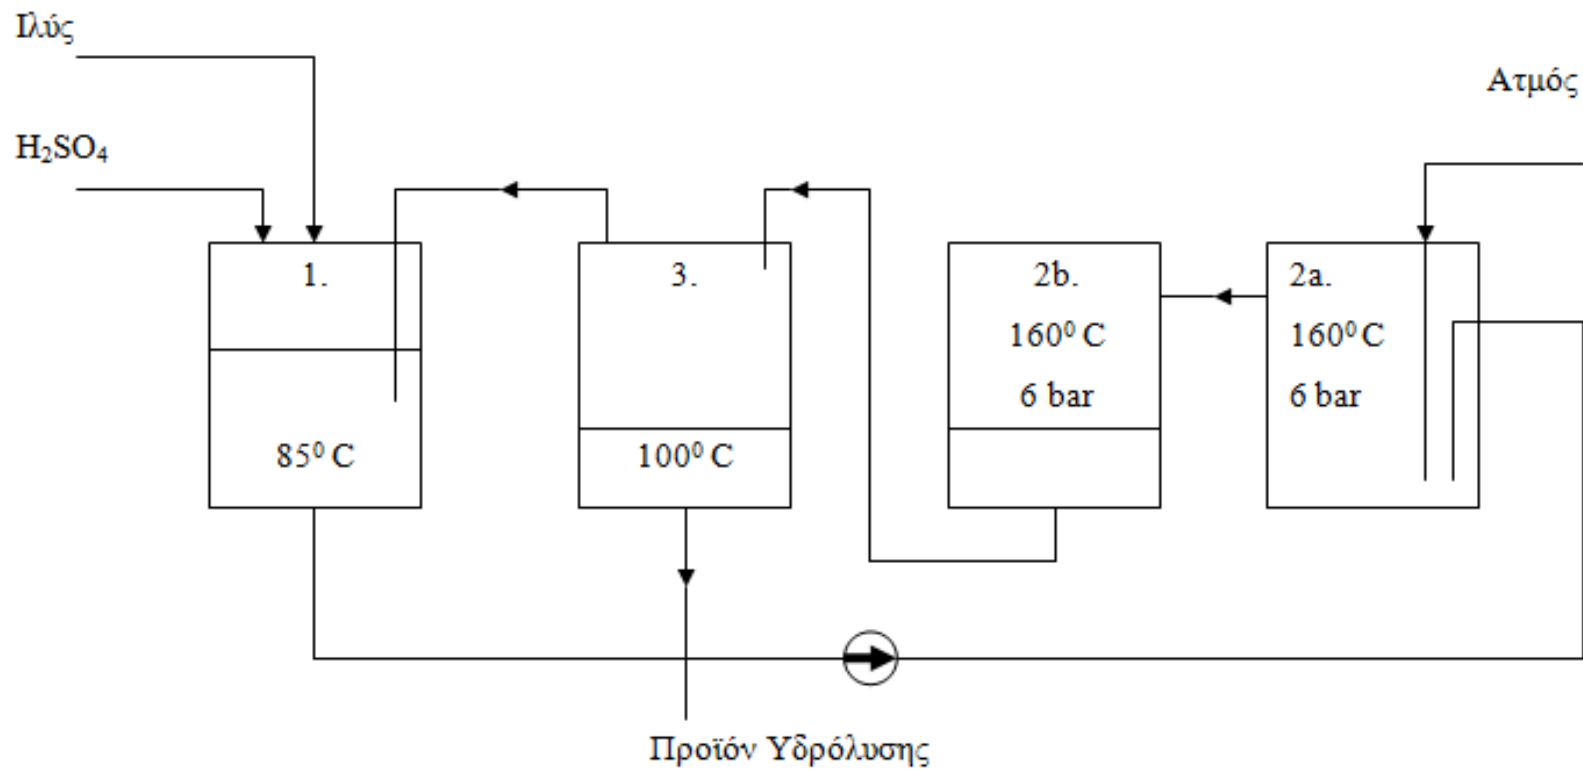 Ιλύς
Ατμός
H₂SO₄
1.
3.
2b.
160⁰ C
6 bar
2a.
160⁰ C
6 bar
85⁰ C
100⁰ C
Προϊόν Υδρόλυσης